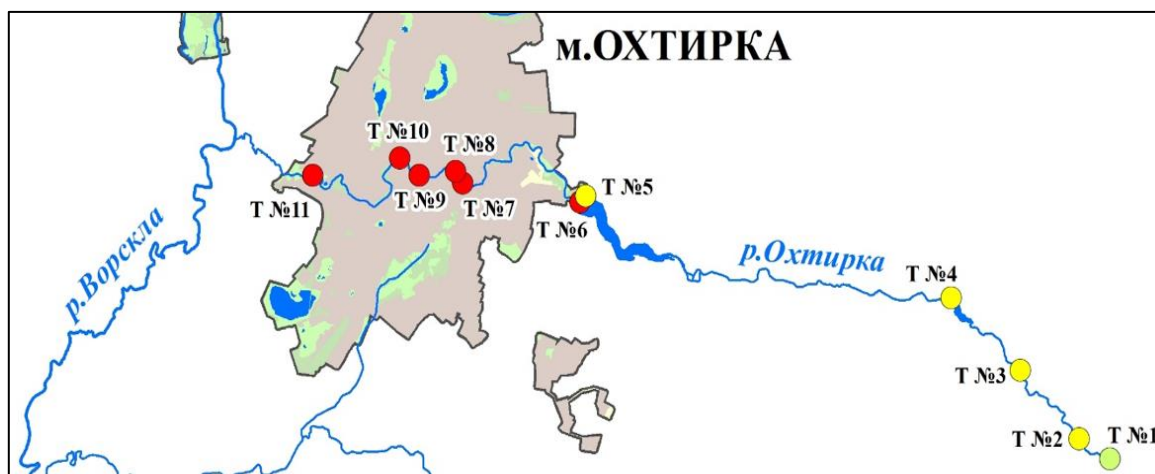 м.ОХТИРКА
Т №10
Т №8
Т №9
Т №7
Т №11
Т №5
Т №6
р.Ворскла
р.Охтирка
Т №4
Т №3
Т №2
Т №1